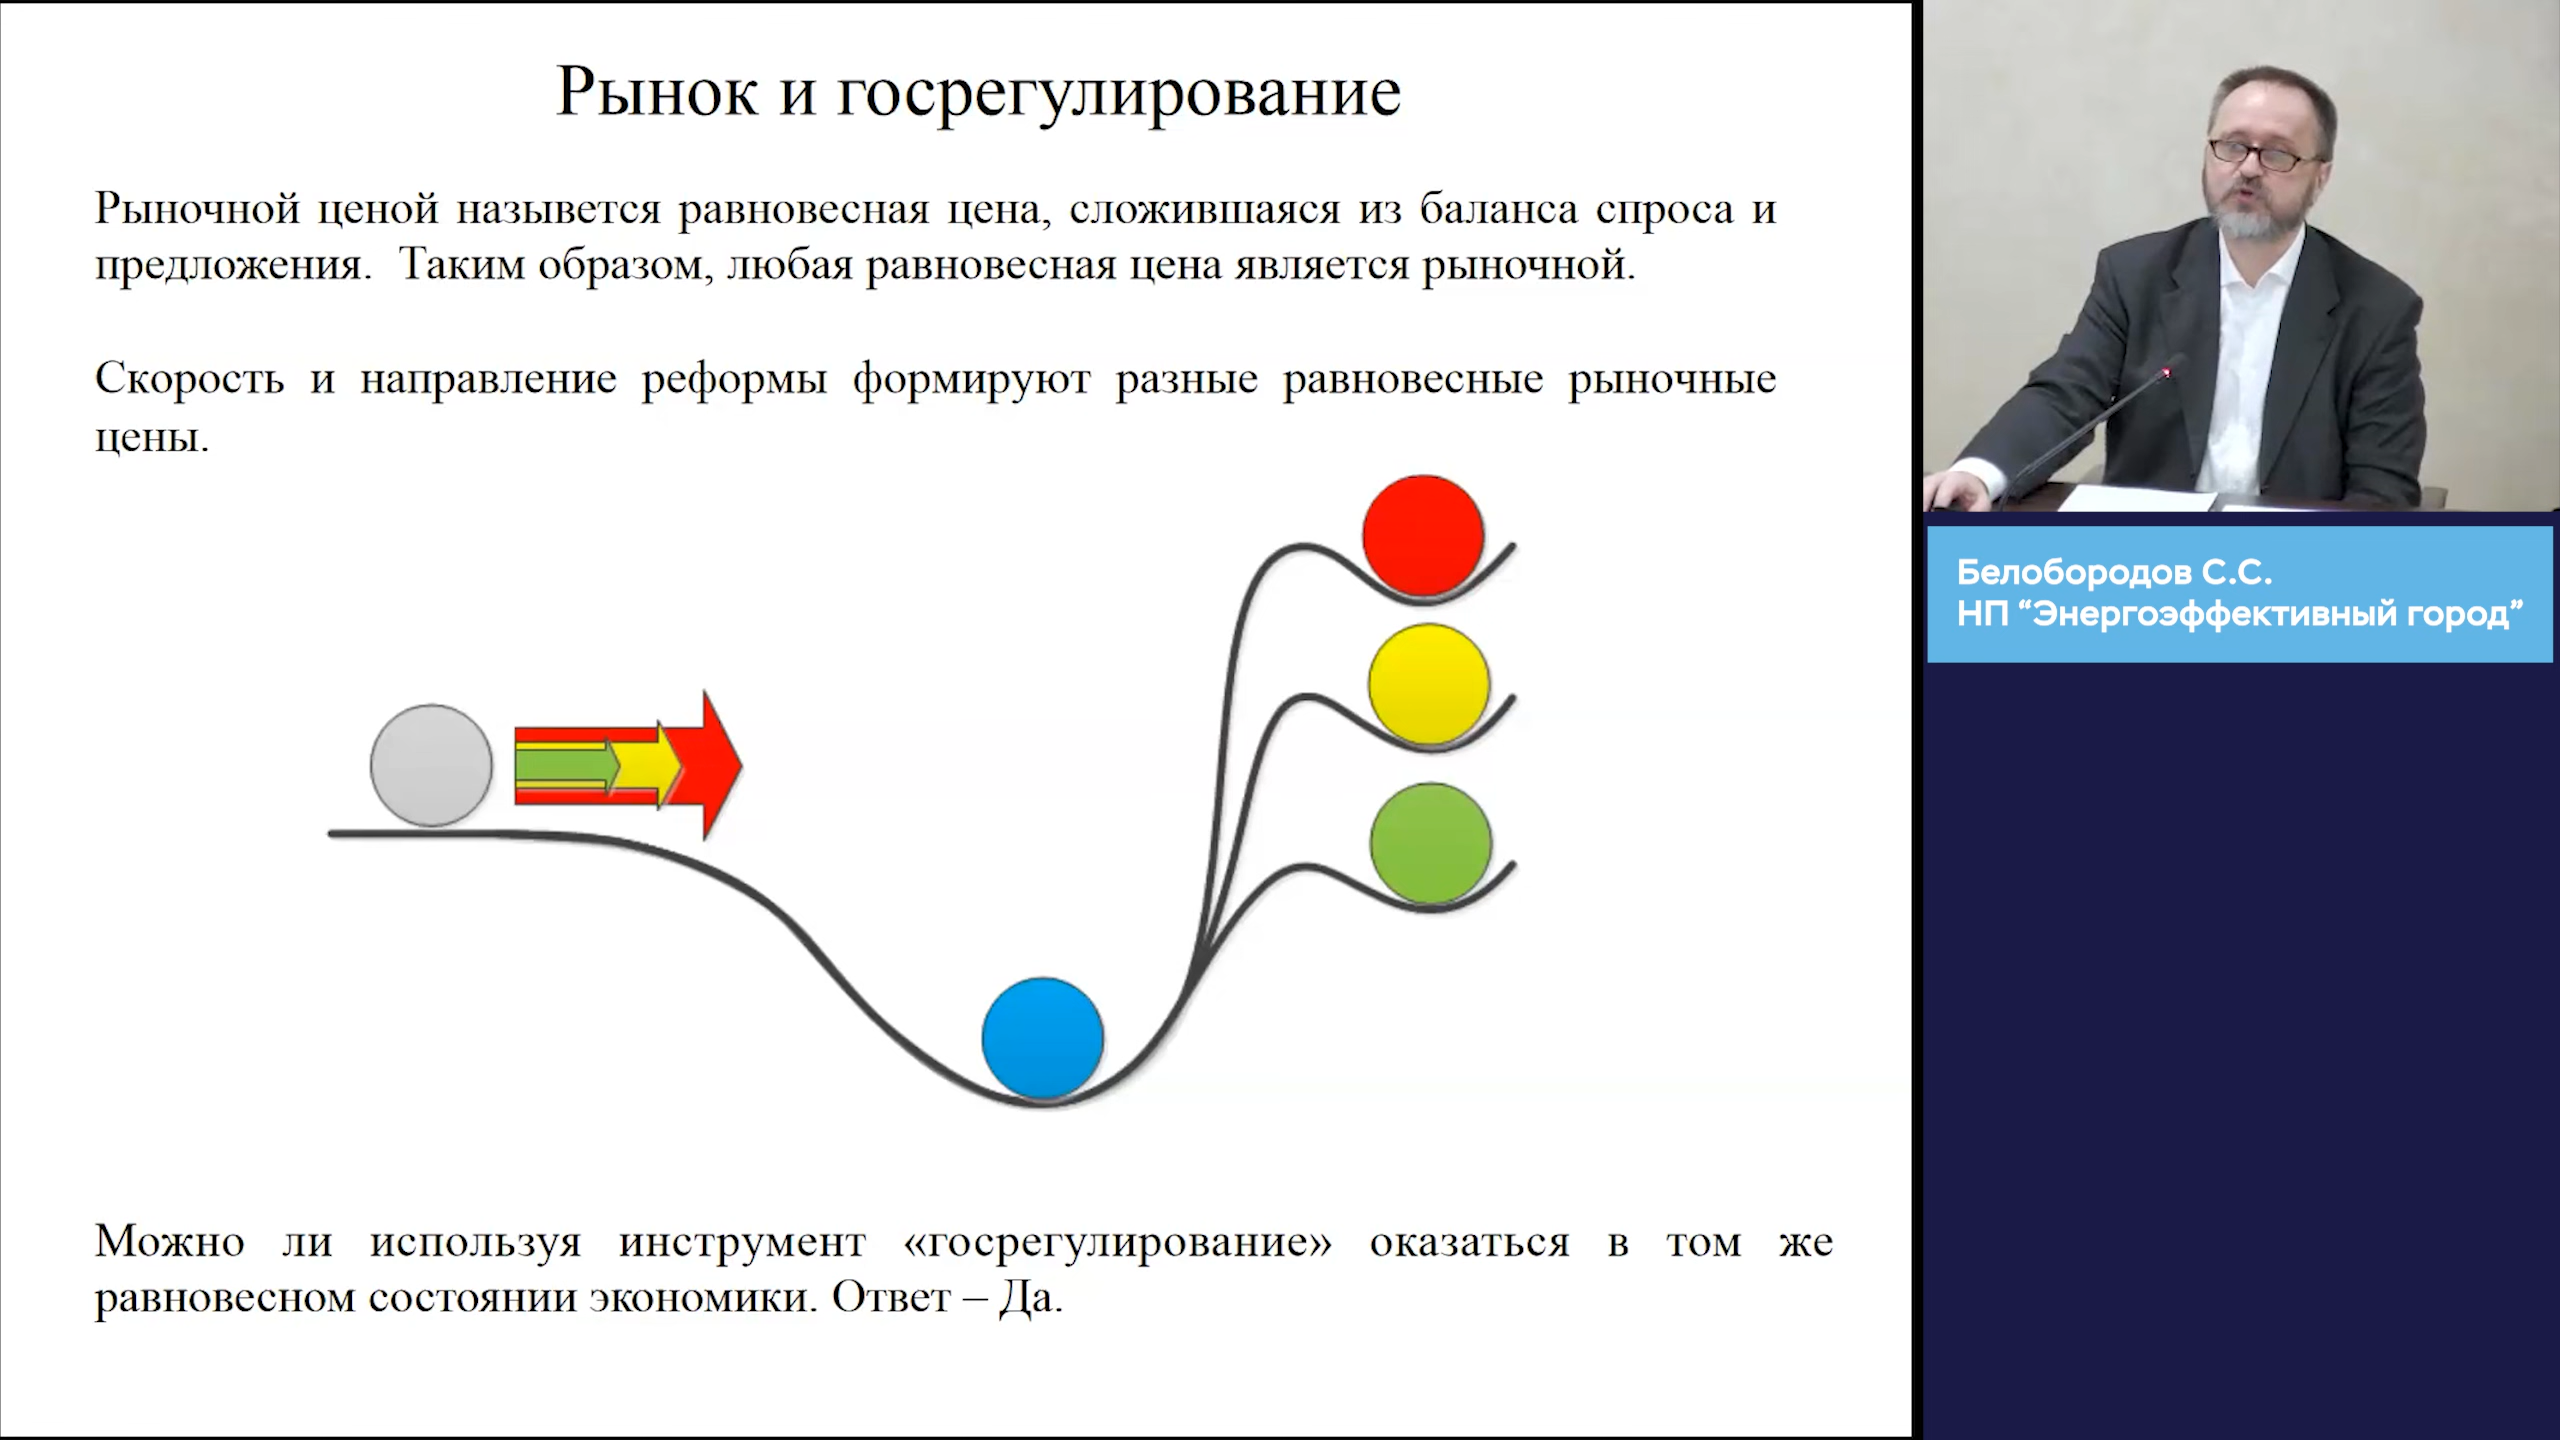 Рынок и госрегулирование
Рыночной ценой назывется равновесная цена, сложившаяся из баланса спроса и
предложения. Таким образом, любая равновесная цена является рыночной.
Скорость и направление реформы формируют разные равновесные рыночные
цены.
Можно ли используя инструмент «госрегулирование» оказаться в том же
равновесном состоянии экономики. Ответ – Да.
Белобородов С.С.
НП “Энергоэффективный город”